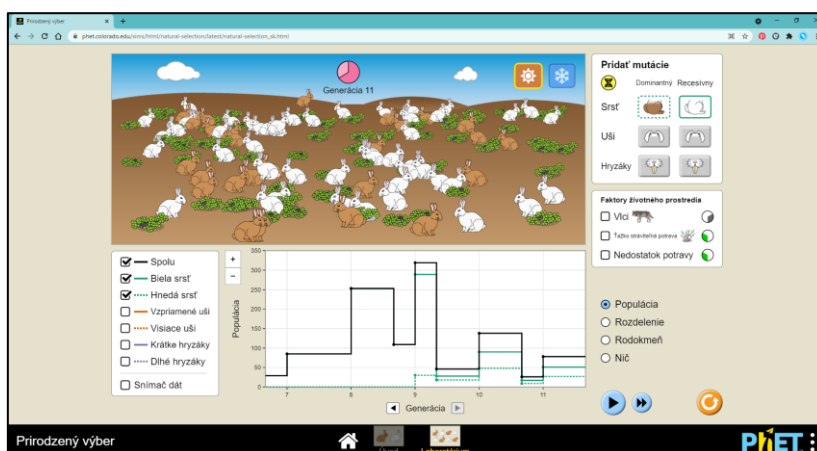 Prirodzený výber
phet.colorado.edu/sims/html/natural-selection/latest/natural-selection_sk.html
Generácia 11
Pridať mutácie
Dominantný Recesívny
Srsť
Uši
Hryzáky
Faktory životného prostredia
Vlci
Ťažko stráviteľná potrava
Nedostatok potravy
Spolu
Biela srsť
Hnedá srsť
Vzpriamené uši
Visiace uši
Krátke hryzáky
Dlhé hryzáky
Snímač dát
+
−
Populácia
350
300
250
200
150
100
50
0
7 8 9 10 11
Generácia
Populácia
Rozdelenie
Rodokmeň
Nič
Prirodzený výber
Úvod
Laboratórium
PhET